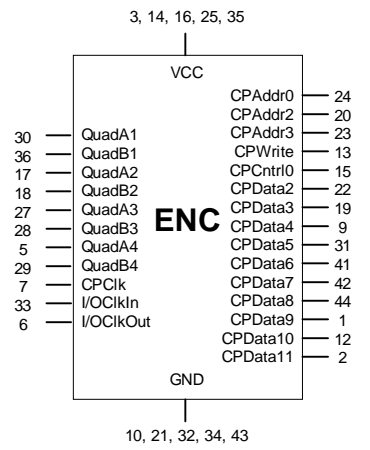 3, 14, 16, 25, 35
VCC
CPAddr0 24
CPAddr2 20
CPAddr3 23
CPWrite 13
CPCntrl0 15
CPData2 22
CPData3 19
CPData4 9
CPData5 31
CPData6 41
CPData7 42
CPData8 44
CPData9 1
CPData10 12
CPData11 2
30 QuadA1
36 QuadB1
17 QuadA2
18 QuadB2
27 QuadA3
28 QuadB3
5 QuadA4
29 QuadB4
7 CPClk
33 I/OClkIn
6 I/OClkOut
ENC
GND
10, 21, 32, 34, 43